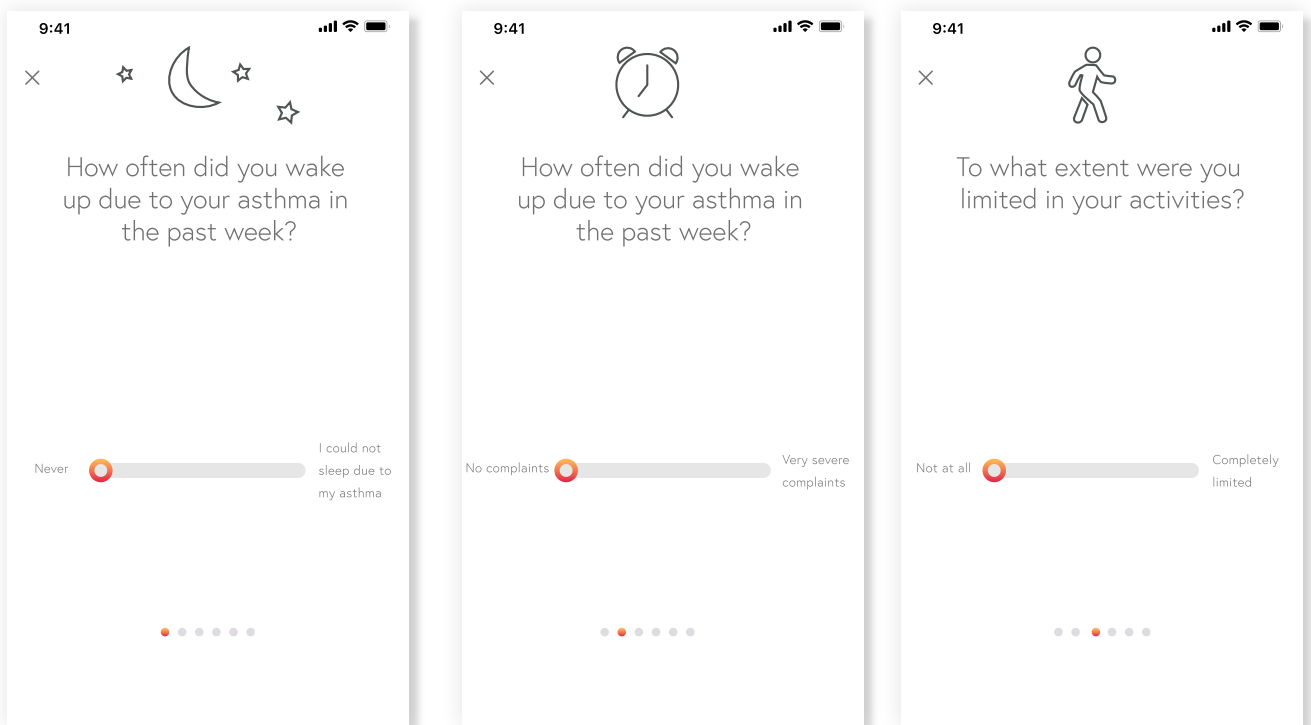 9:41
How often did you wake
up due to your asthma in
the past week?
Never
I could not
sleep due to
my asthma
9:41
How often did you wake
up due to your asthma in
the past week?
No complaints
Very severe
complaints
9:41
To what extent were you
limited in your activities?
Not at all
Completely
limited